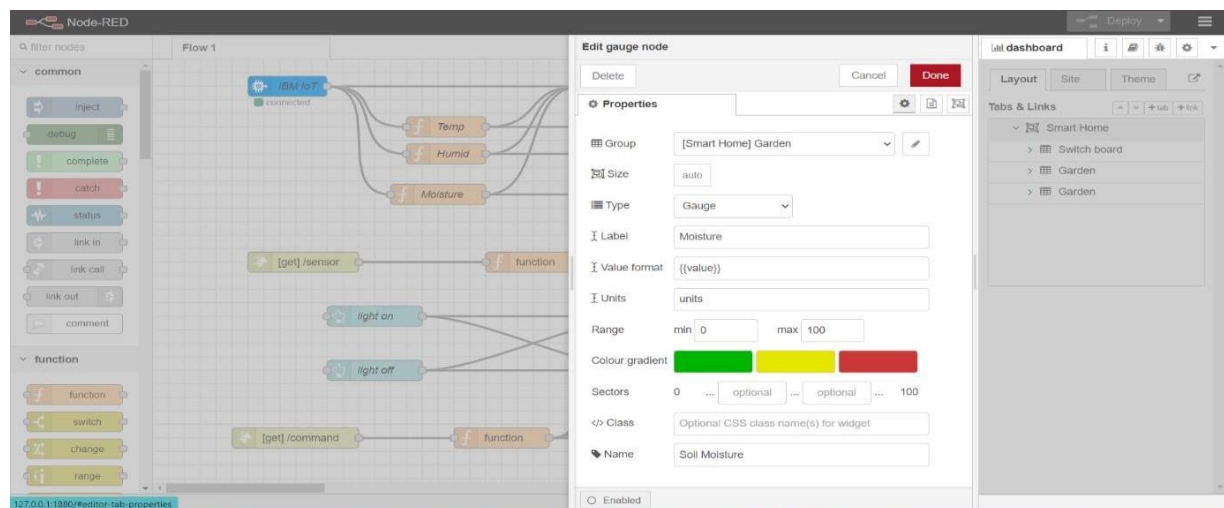 Node-RED
Deploy
filter nodes
common
inject
debug
complete
catch
status
link in
link call
link out
comment
function
function
switch
change
range
127.0.0.1:1880/#editor-tab-properties
Flow 1
IBM IoT
connected
Temp
Humid
Moisture
[get] /sensor
function
light on
light off
[get] /command
function
Edit gauge node
Delete
Cancel
Done
Properties
Group
[Smart Home] Garden
Size
auto
Type
Gauge
Label
Moisture
Value format
{{value}}
Units
units
Range
min 0
max 100
Colour gradient
Sectors
0 ... optional ... optional ... 100
</> Class
Optional CSS class name(s) for widget
Name
Soil Moisture
Enabled
dashboard
i
Layout
Site
Theme
Tabs & Links
+tab
+link
Smart Home
Switch board
Garden
Garden